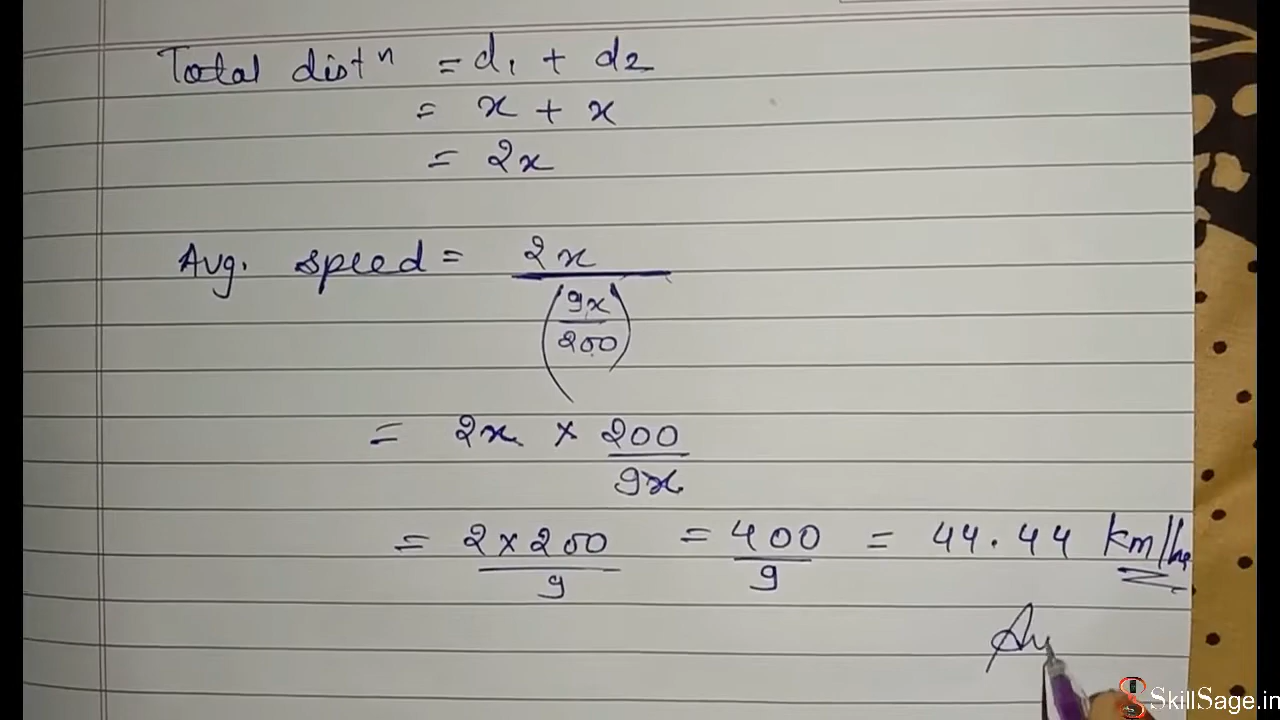 Total distⁿ = d₁ + d₂
= x + x
= 2x
Avg. speed = 2x / (9x/200)
= 2x × 200/9x
= 2×200/9 = 400/9 = 44.44 km/hr
SkillSage.in